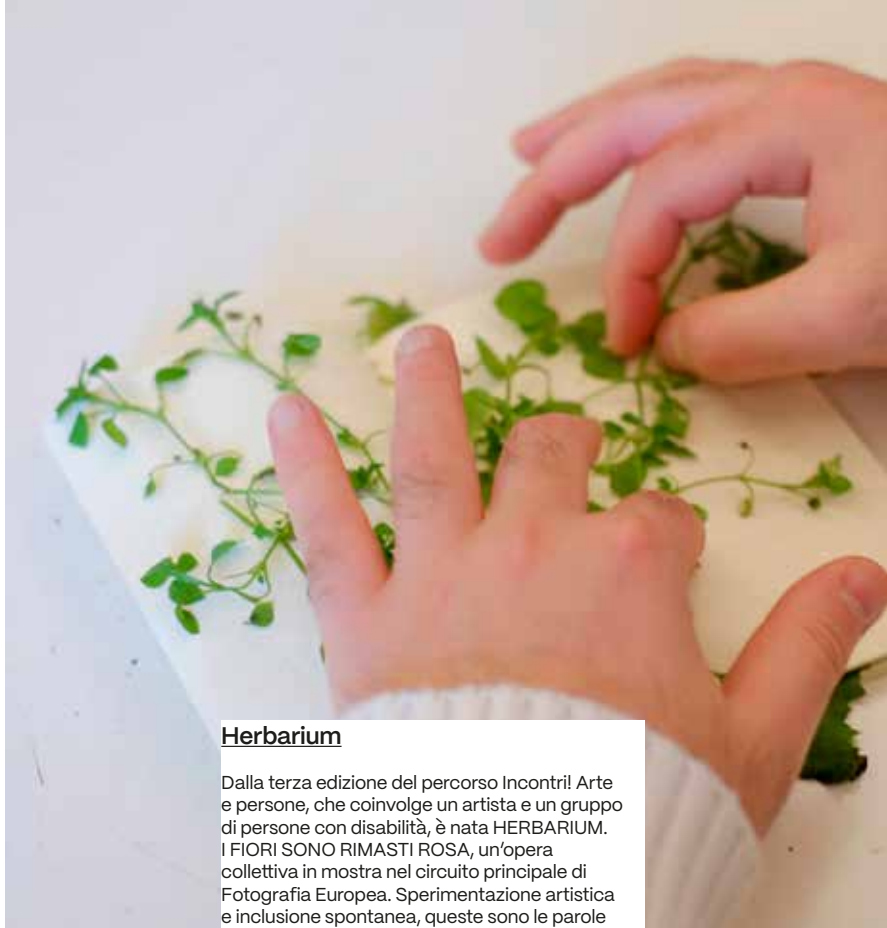 Herbarium
Dalla terza edizione del percorso Incontri! Arte
e persone, che coinvolge un artista e un gruppo
di persone con disabilità, è nata HERBARIUM.
I FIORI SONO RIMASTI ROSA, un’opera
collettiva in mostra nel circuito principale di
Fotografia Europea. Sperimentazione artistica
e inclusione spontanea, queste sono le parole